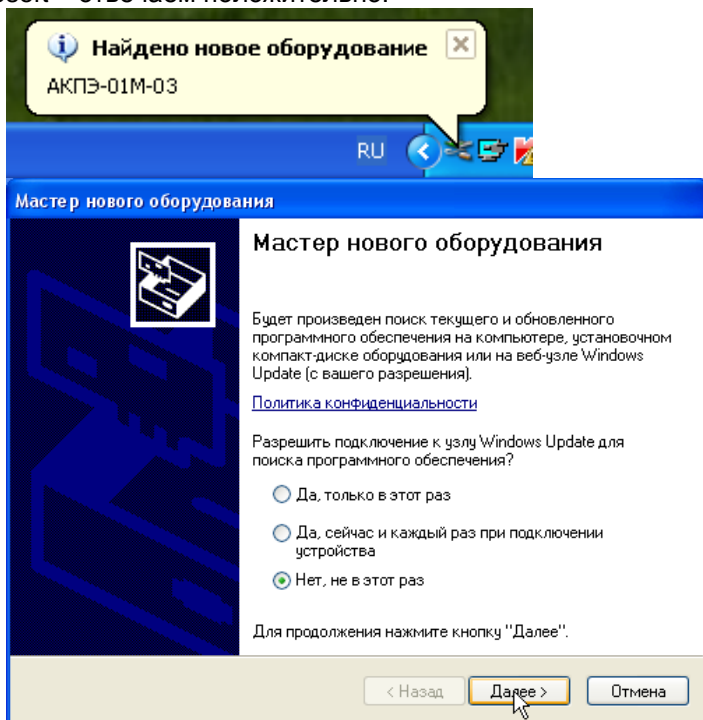 отвечаем положительно.
Найдено новое оборудование
АКПЭ-01М-03
RU
Мастер нового оборудования
Мастер нового оборудования
Будет произведен поиск текущего и обновленного
программного обеспечения на компьютере, установочном
компакт-диске оборудования или на веб-узле Windows
Update (с вашего разрешения).
Политика конфиденциальности
Разрешить подключение к узлу Windows Update для
поиска программного обеспечения?
Да, только в этот раз
Да, сейчас и каждый раз при подключении
устройства
Нет, не в этот раз
Для продолжения нажмите кнопку "Далее".
< Назад
Далее >
Отмена